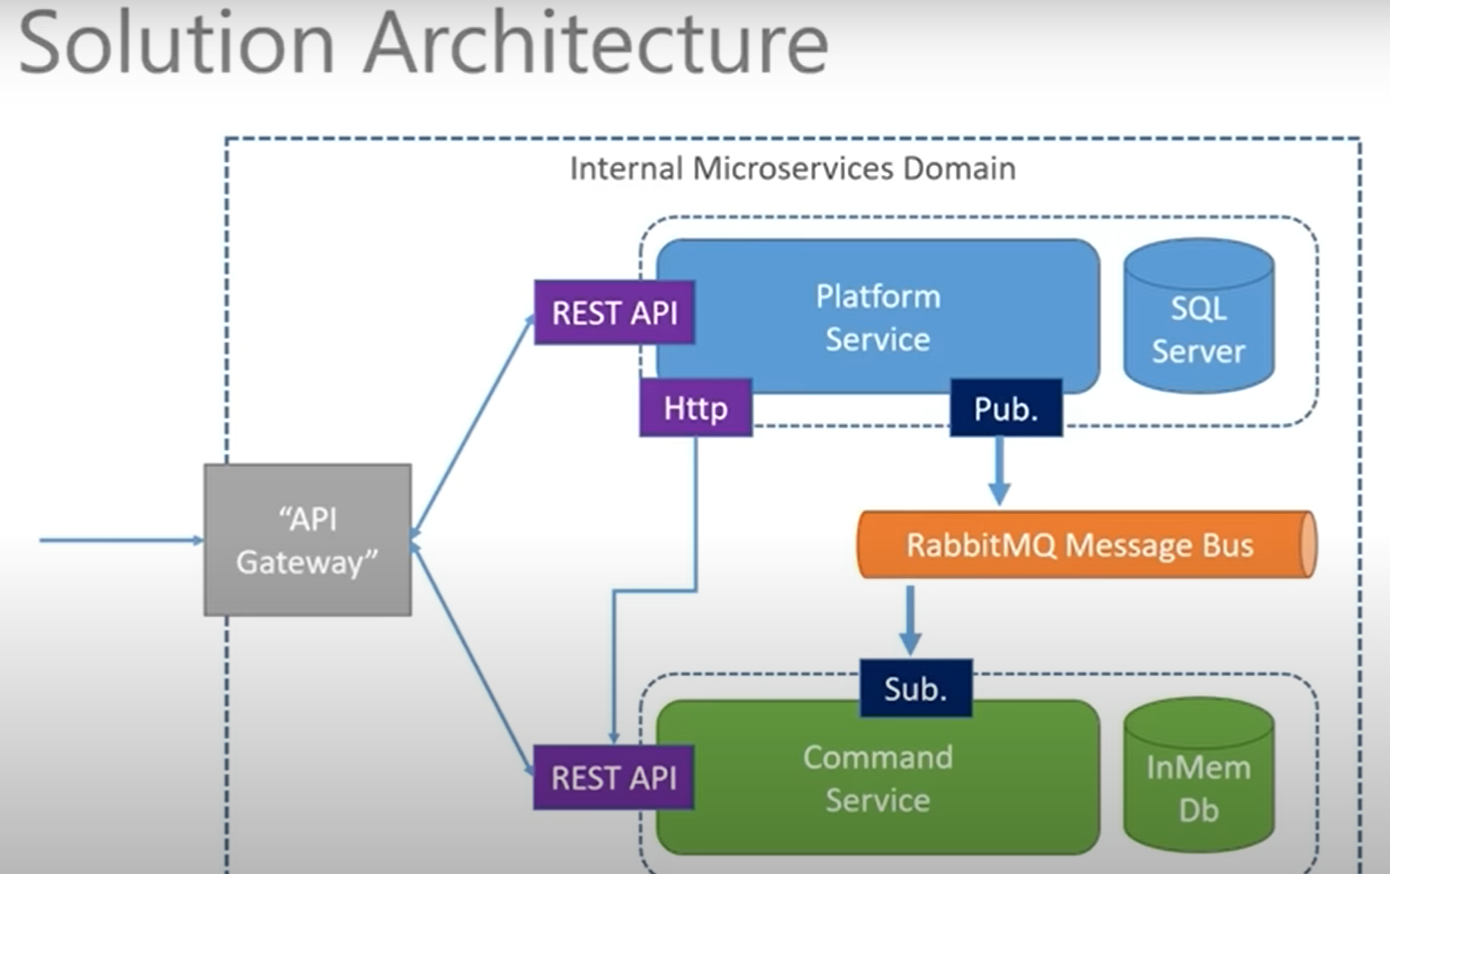 Solution Architecture
Internal Microservices Domain
REST API
Platform
Service
SQL
Server
Http
Pub.
“API
Gateway”
RabbitMQ Message Bus
Sub.
REST API
Command
Service
InMem
Db